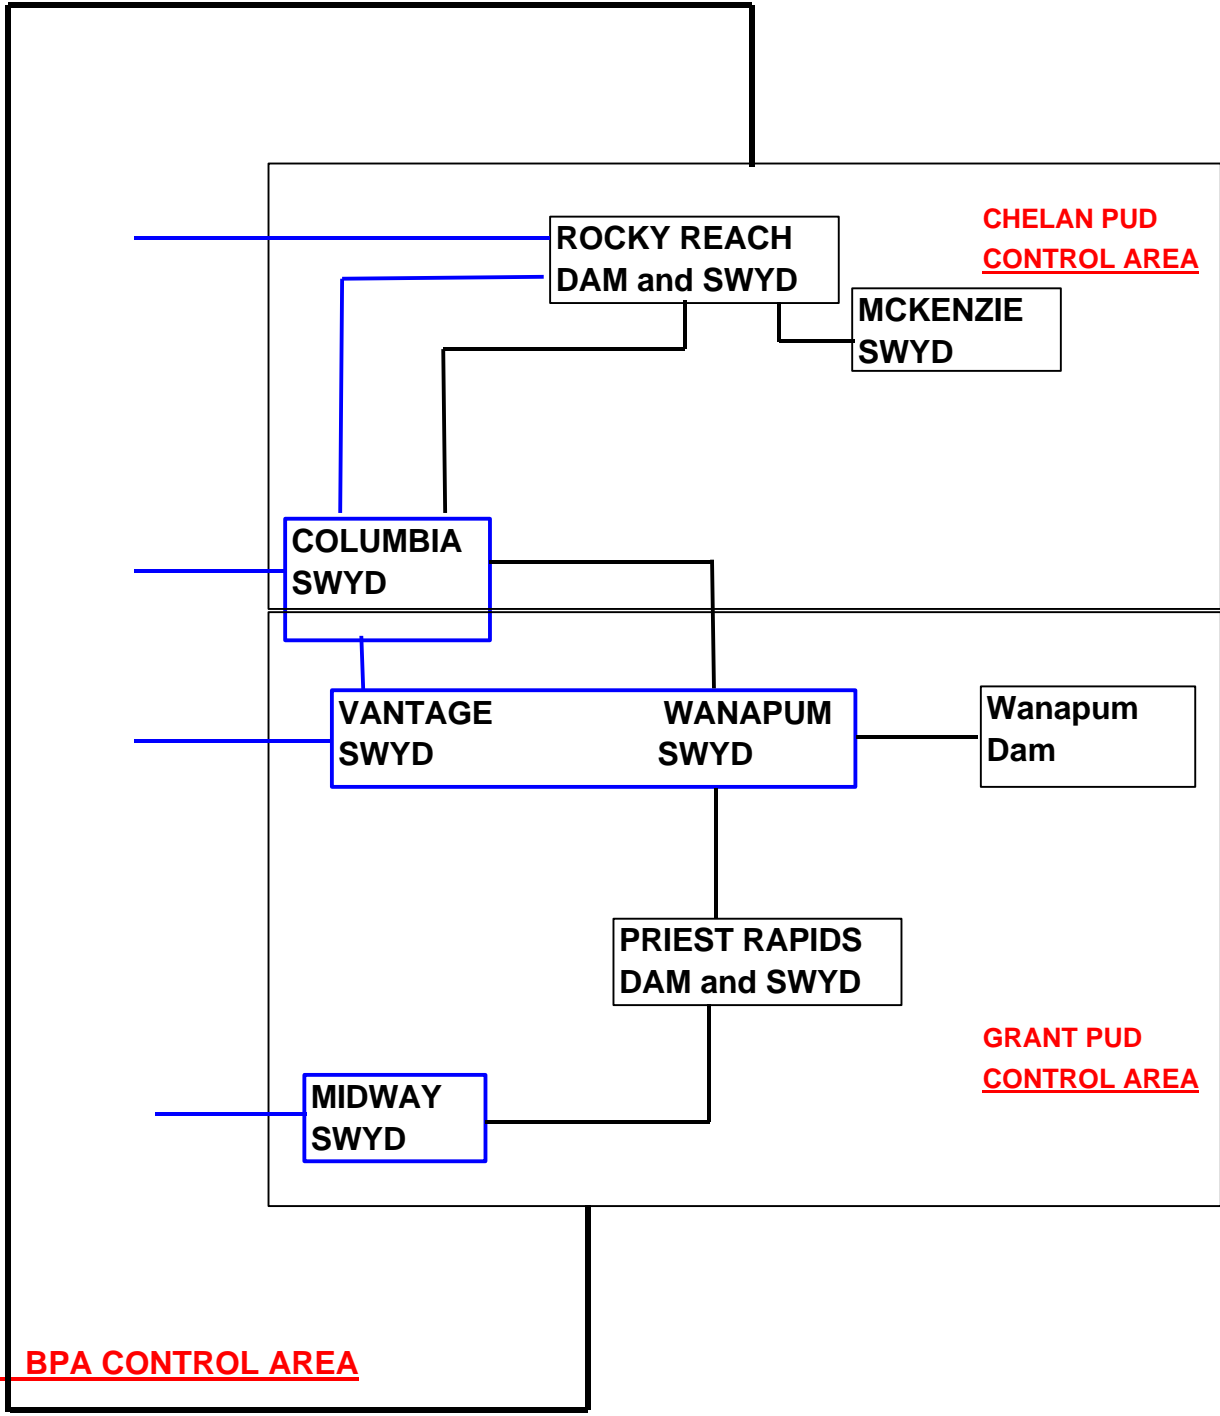 CHELAN PUD
CONTROL AREA
ROCKY REACH
DAM and SWYD
MCKENZIE
SWYD
COLUMBIA
SWYD
VANTAGE WANAPUM
SWYD SWYD
Wanapum
Dam
PRIEST RAPIDS
DAM and SWYD
GRANT PUD
CONTROL AREA
MIDWAY
SWYD
BPA CONTROL AREA